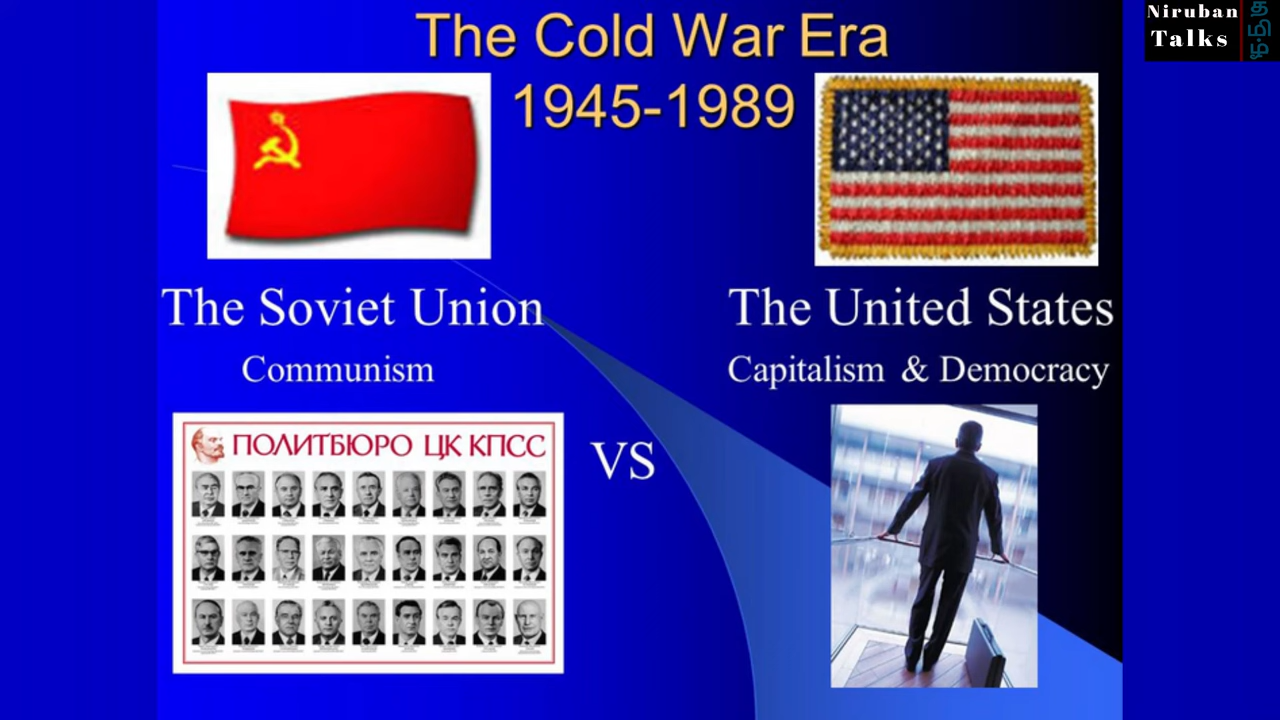 The Cold War Era
1945-1989
The Soviet Union
Communism
The United States
Capitalism & Democracy
VS
ПОЛИТБЮРО ЦК КПСС
Niruban
Talks